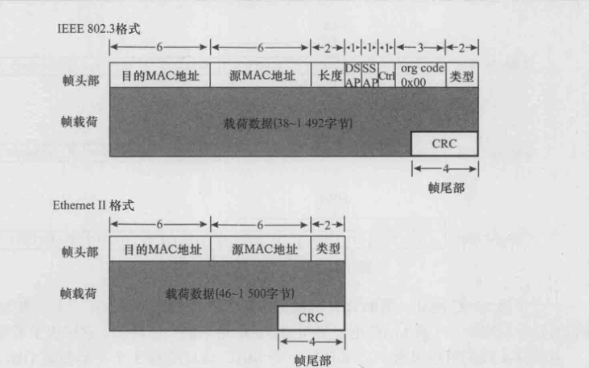 IEEE 802.3格式
6 6 2 1 1 1 3 2
帧头部 目的MAC地址 源MAC地址 长度 DS AP SS AP Ctrl org code 0x00 类型
帧载荷 载荷数据(38~1 492字节)
CRC
4
帧尾部
Ethernet II 格式
6 6 2
帧头部 目的MAC地址 源MAC地址 类型
帧载荷 载荷数据(46~1 500字节)
CRC
4
帧尾部